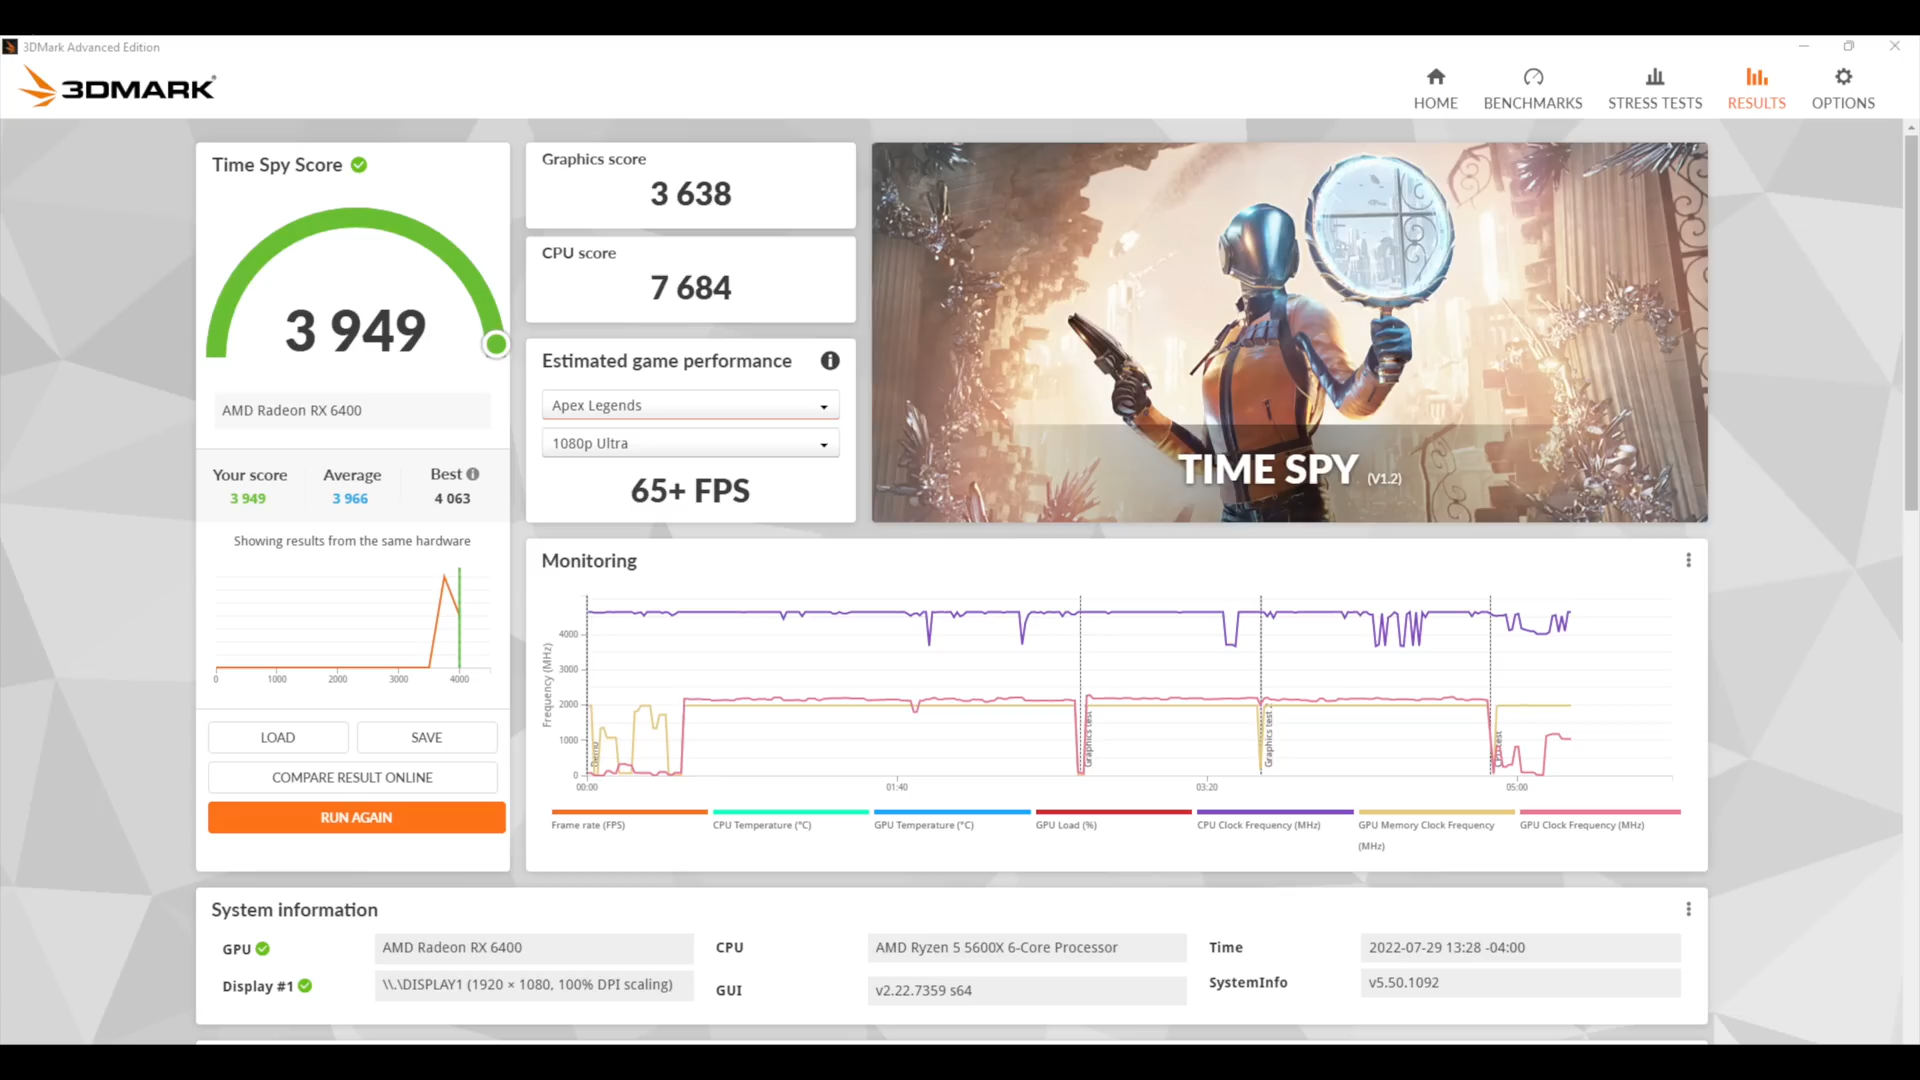 3DMark Advanced Edition
3DMARK
HOME
BENCHMARKS
STRESS TESTS
RESULTS
OPTIONS
Time Spy Score
3 949
AMD Radeon RX 6400
Your score
Average
Best
3 949
3 966
4 063
Showing results from the same hardware
0
1000
2000
3000
4000
LOAD
SAVE
COMPARE RESULT ONLINE
RUN AGAIN
Graphics score
3 638
CPU score
7 684
Estimated game performance
Apex Legends
1080p Ultra
65+ FPS
TIME SPY (V1.2)
Monitoring
Frequency (MHz)
4000
3000
2000
1000
0
Demo
Graphics test
Graphics test 2
00:00
01:40
03:20
05:00
Frame rate (FPS)
CPU Temperature (°C)
GPU Temperature (°C)
GPU Load (%)
CPU Clock Frequency (MHz)
GPU Memory Clock Frequency
(MHz)
GPU Clock Frequency (MHz)
System information
GPU
AMD Radeon RX 6400
CPU
AMD Ryzen 5 5600X 6-Core Processor
Time
2022-07-29 13:28 -04:00
Display #1
\\.\DISPLAY1 (1920 × 1080, 100% DPI scaling)
GUI
v2.22.7359 s64
SystemInfo
v5.50.1092